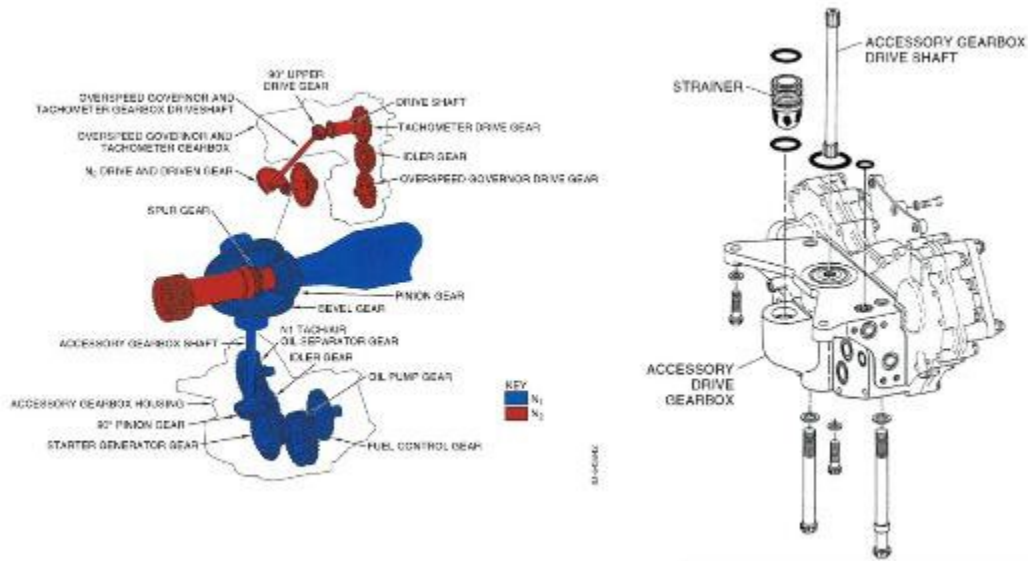 90° UPPER
DRIVE GEAR
OVERSPEED GOVERNOR AND
TACHOMETER GEARBOX DRIVESHAFT
OVERSPEED GOVERNOR AND
TACHOMETER GEARBOX
N₂ DRIVE AND DRIVEN GEAR
SPUR GEAR
DRIVE SHAFT
TACHOMETER DRIVE GEAR
IDLER GEAR
OVERSPEED GOVERNOR DRIVE GEAR
PINION GEAR
BEVEL GEAR
ACCESSORY GEARBOX SHAFT
N1 TACH/AIR
OIL SEPARATOR GEAR
IDLER GEAR
OIL PUMP GEAR
ACCESSORY GEARBOX HOUSING
90° PINION GEAR
STARTER GENERATOR GEAR
FUEL CONTROL GEAR
KEY
N₁
N₂
ACCESSORY GEARBOX
DRIVE SHAFT
STRAINER
ACCESSORY
DRIVE
GEARBOX